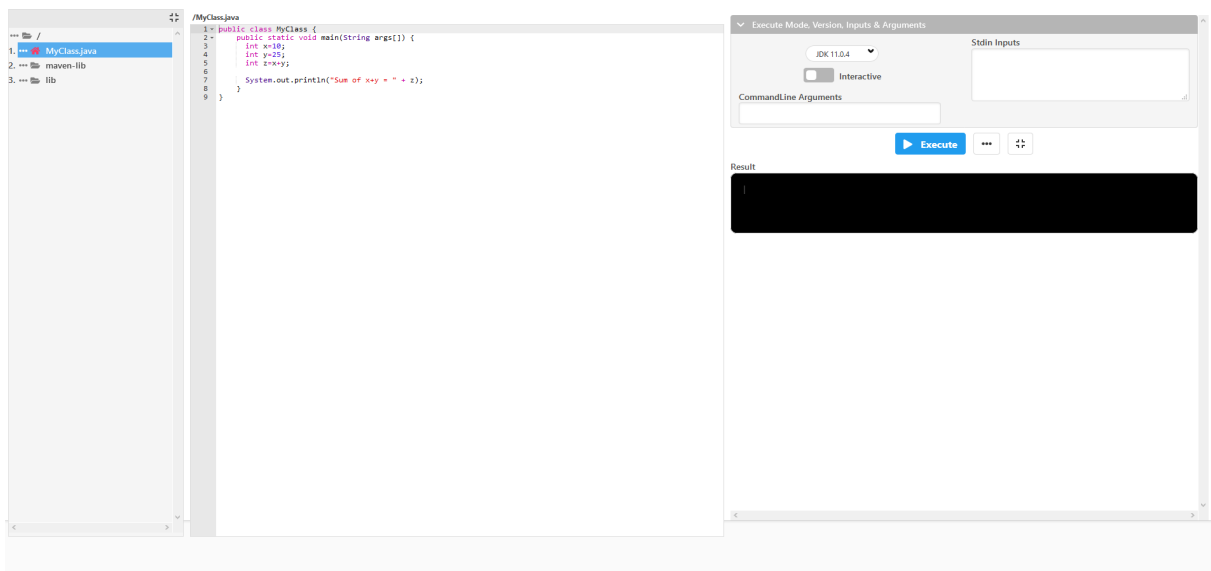 /MyClass.java
/
1. MyClass.java
2. maven-lib
3. lib
1 public class MyClass {
2 public static void main(String args[]) {
3 int x=10;
4 int y=25;
5 int z=x+y;
6
7 System.out.println("Sum of x+y = " + z);
8 }
9 }
Execute Mode, Version, Inputs & Arguments
JDK 11.0.4
Interactive
Stdin Inputs
CommandLine Arguments
Execute
Result